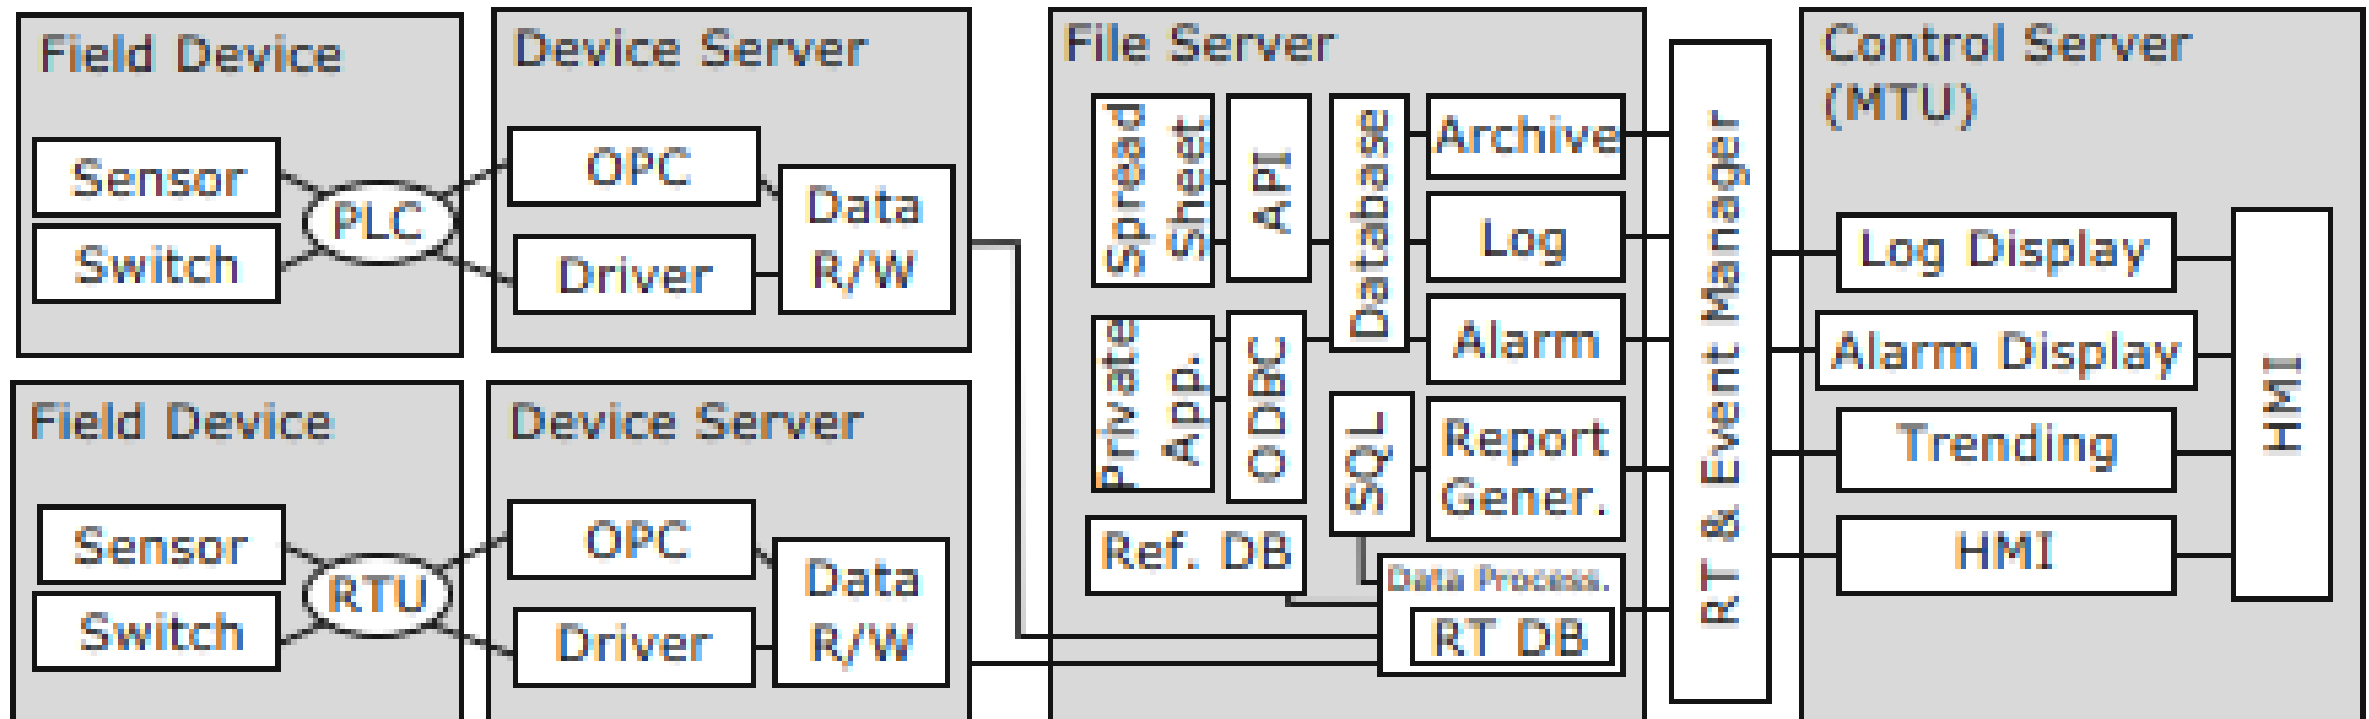 Field Device
Sensor
PLC
Switch
Device Server
OPC
Driver
Data
R/W
Field Device
Sensor
RTU
Switch
Device Server
OPC
Driver
Data
R/W
File Server
Spread
Sheet
API
Database
Archive
Log
Alarm
Private
App.
ODBC
SQL
Report
Gener.
Ref. DB
Data Process.
RT DB
RT & Event Manager
Control Server
(MTU)
Log Display
Alarm Display
Trending
HMI
HMI